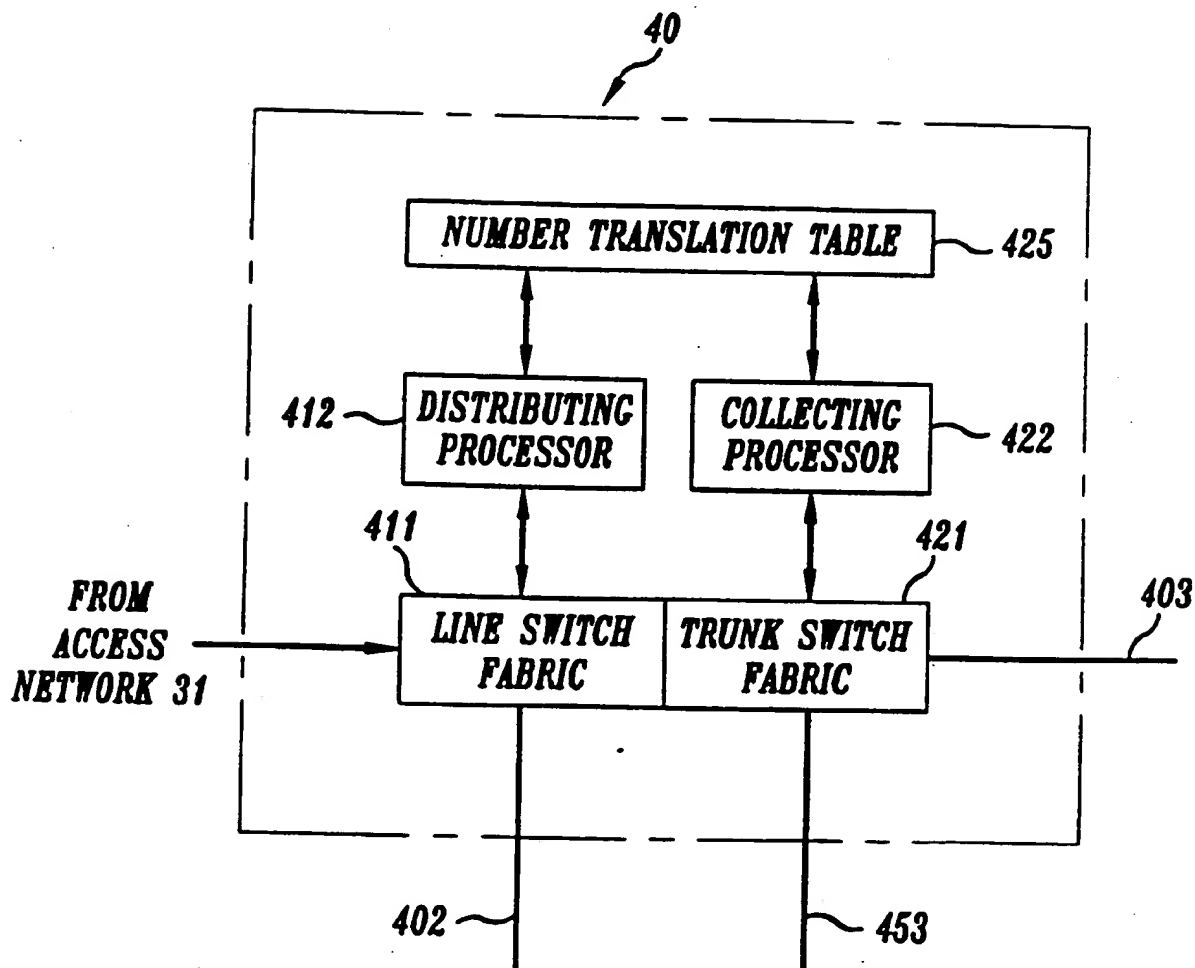 40
NUMBER TRANSLATION TABLE
425
412
DISTRIBUTING
PROCESSOR
COLLECTING
PROCESSOR
422
411
421
FROM
ACCESS
NETWORK 31
LINE SWITCH
FABRIC
TRUNK SWITCH
FABRIC
403
402
453